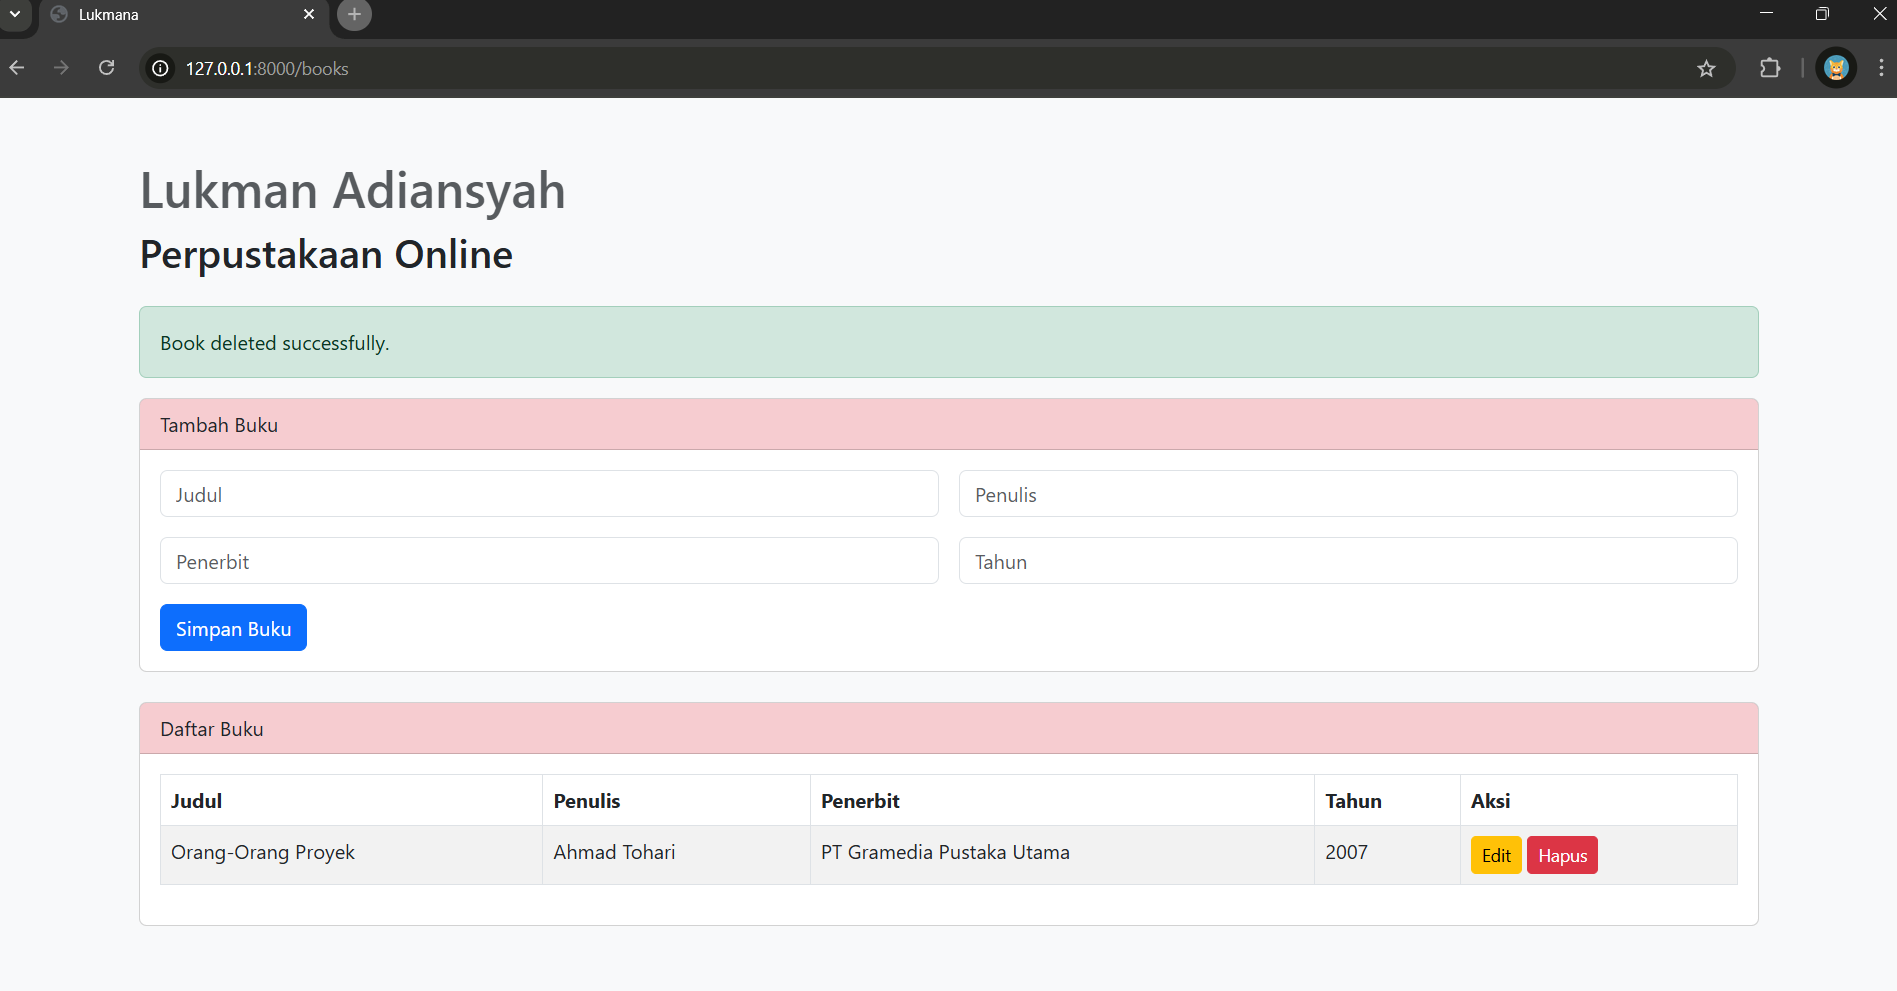 Lukmana
127.0.0.1:8000/books
Lukman Adiansyah
Perpustakaan Online
Book deleted successfully.
Tambah Buku
Judul Penulis
Penerbit Tahun
Simpan Buku
Daftar Buku
Judul Penulis Penerbit Tahun Aksi
Orang-Orang Proyek Ahmad Tohari PT Gramedia Pustaka Utama 2007 Edit Hapus